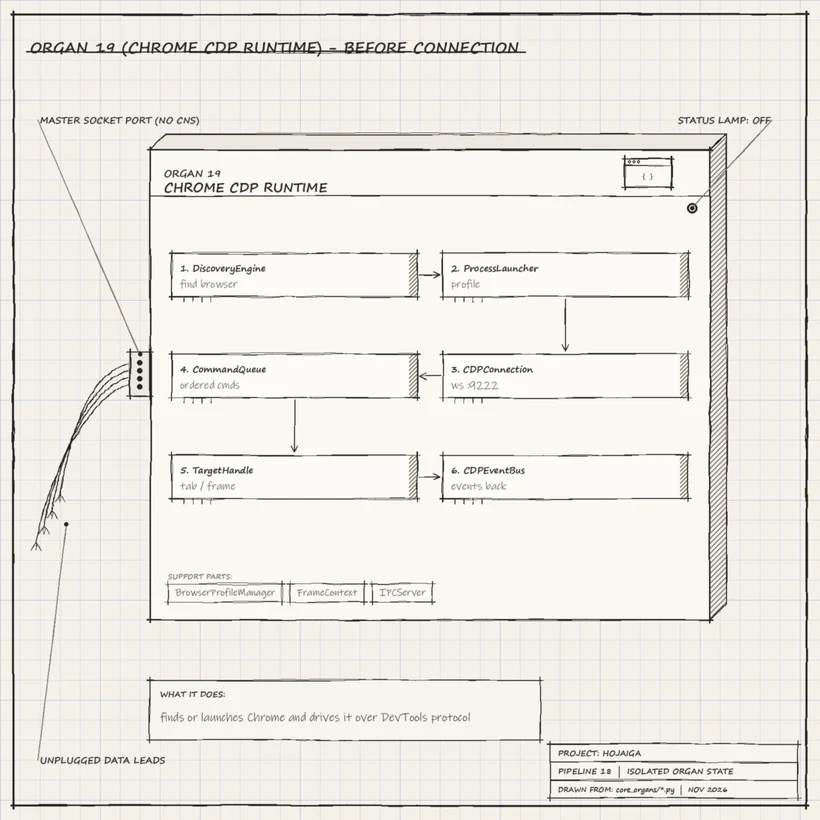 ORGAN 19 (CHROME CDP RUNTIME) – BEFORE CONNECTION
MASTER SOCKET PORT (NO CNS)
STATUS LAMP: OFF
ORGAN 19
CHROME CDP RUNTIME
{ }
1. DiscoveryEngine
find browser
2. ProcessLauncher
profile
4. CommandQueue
ordered cmds
3. CDPConnection
ws :9222
5. TargetHandle
tab / frame
6. CDPEventBus
events back
SUPPORT PARTS:
BrowserProfileManager
FrameContext
IPCServer
WHAT IT DOES:
finds or launches Chrome and drives it over DevTools protocol
UNPLUGGED DATA LEADS
PROJECT: HOJAIGA
PIPELINE 18 | ISOLATED ORGAN STATE
DRAWN FROM: core_organs/*.py | NOV 2026